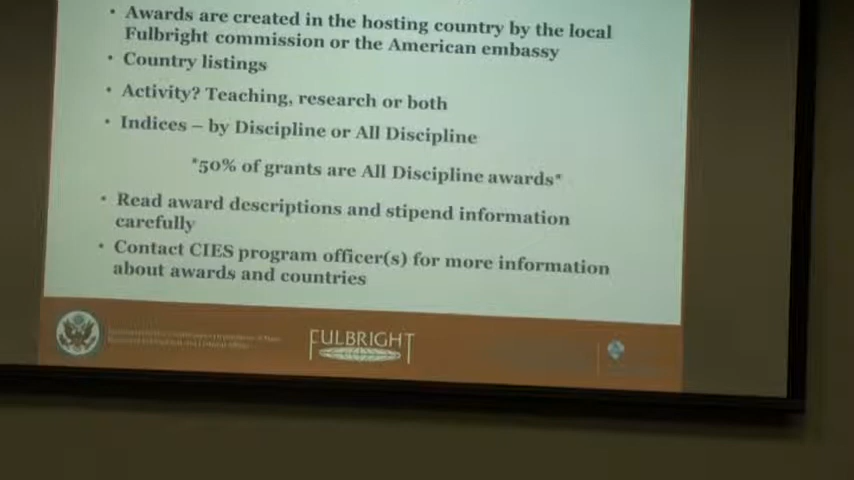 • Awards are created in the hosting country by the local
Fulbright commission or the American embassy
• Country listings
• Activity? Teaching, research or both
• Indices – by Discipline or All Discipline
*50% of grants are All Discipline awards*
• Read award descriptions and stipend information
carefully
• Contact CIES program officer(s) for more information
about awards and countries
FULBRIGHT